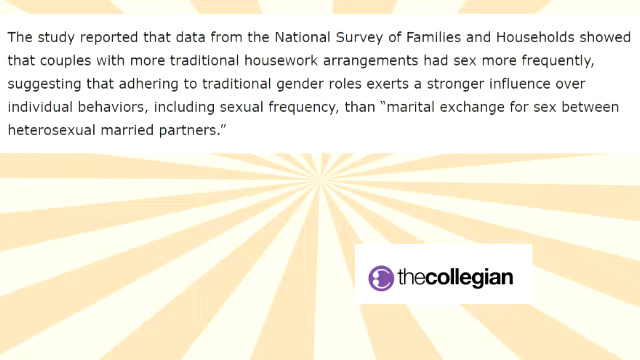 The study reported that data from the National Survey of Families and Households showed
that couples with more traditional housework arrangements had sex more frequently,
suggesting that adhering to traditional gender roles exerts a stronger influence over
individual behaviors, including sexual frequency, than “marital exchange for sex between
heterosexual married partners.”
thecollegian